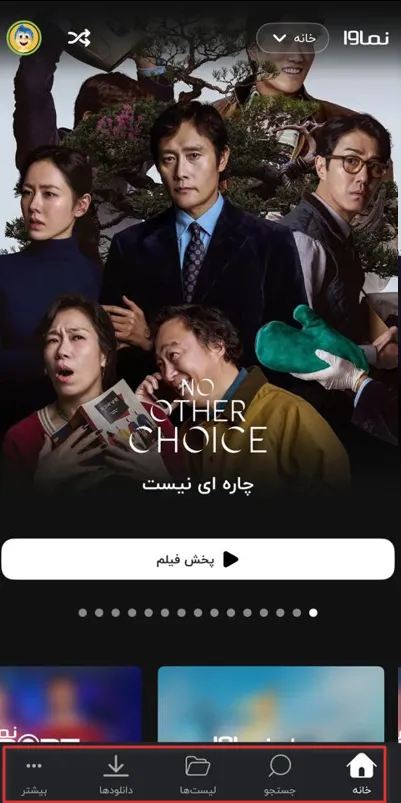 نماوا
خانه
NO
OTHER
CHOICE
چاره ای نیست
پخش فیلم
خانه
جستجو
لیست‌ها
دانلودها
بیشتر